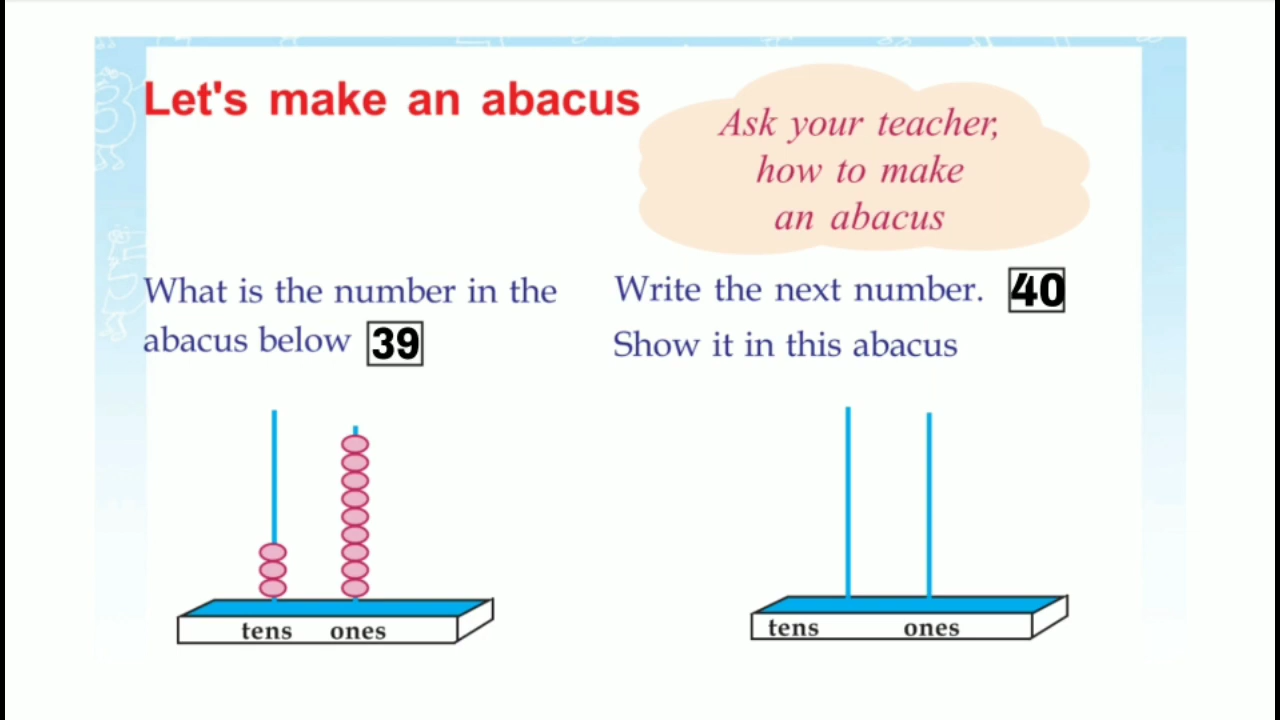 Let's make an abacus
Ask your teacher,
how to make
an abacus
What is the number in the
abacus below 39
Write the next number. 40
Show it in this abacus
tens ones
tens ones